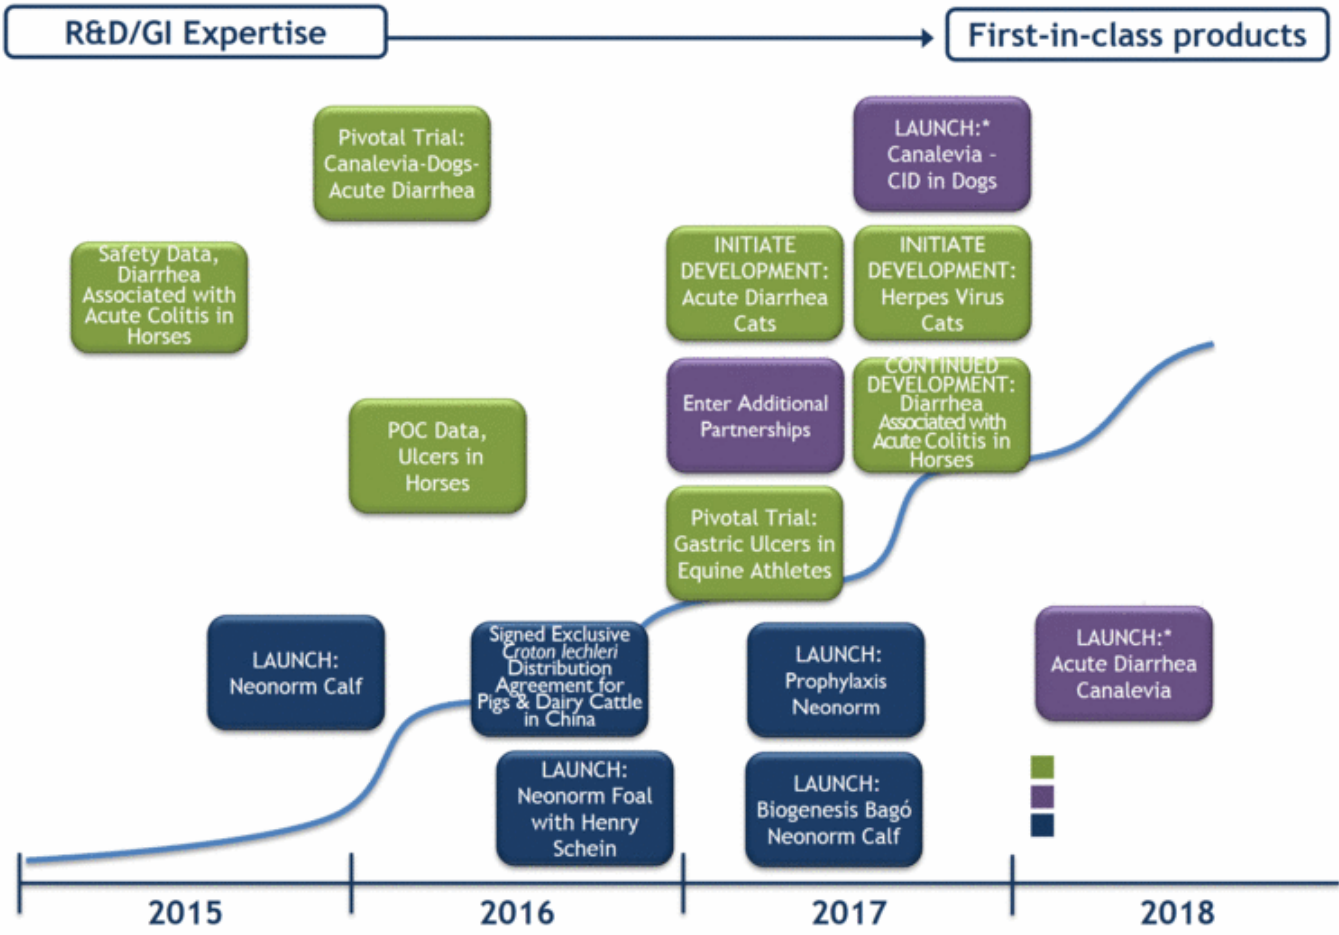 R&D/GI Expertise
First-in-class products
Pivotal Trial:
Canalevia-Dogs-
Acute Diarrhea
LAUNCH:*
Canalevia -
CID in Dogs
Safety Data,
Diarrhea
Associated with
Acute Colitis in
Horses
INITIATE
DEVELOPMENT:
Acute Diarrhea
Cats
INITIATE
DEVELOPMENT:
Herpes Virus
Cats
POC Data,
Ulcers in
Horses
Enter Additional
Partnerships
CONTINUED
DEVELOPMENT:
Diarrhea
Associated with
Acute Colitis in
Horses
Pivotal Trial:
Gastric Ulcers in
Equine Athletes
LAUNCH:
Neonorm Calf
Signed Exclusive
Croton lechleri
Distribution
Agreement for
Pigs & Dairy Cattle
in China
LAUNCH:
Prophylaxis
Neonorm
LAUNCH:*
Acute Diarrhea
Canalevia
LAUNCH:
Neonorm Foal
with Henry
Schein
LAUNCH:
Biogenesis Bagó
Neonorm Calf
2015
2016
2017
2018